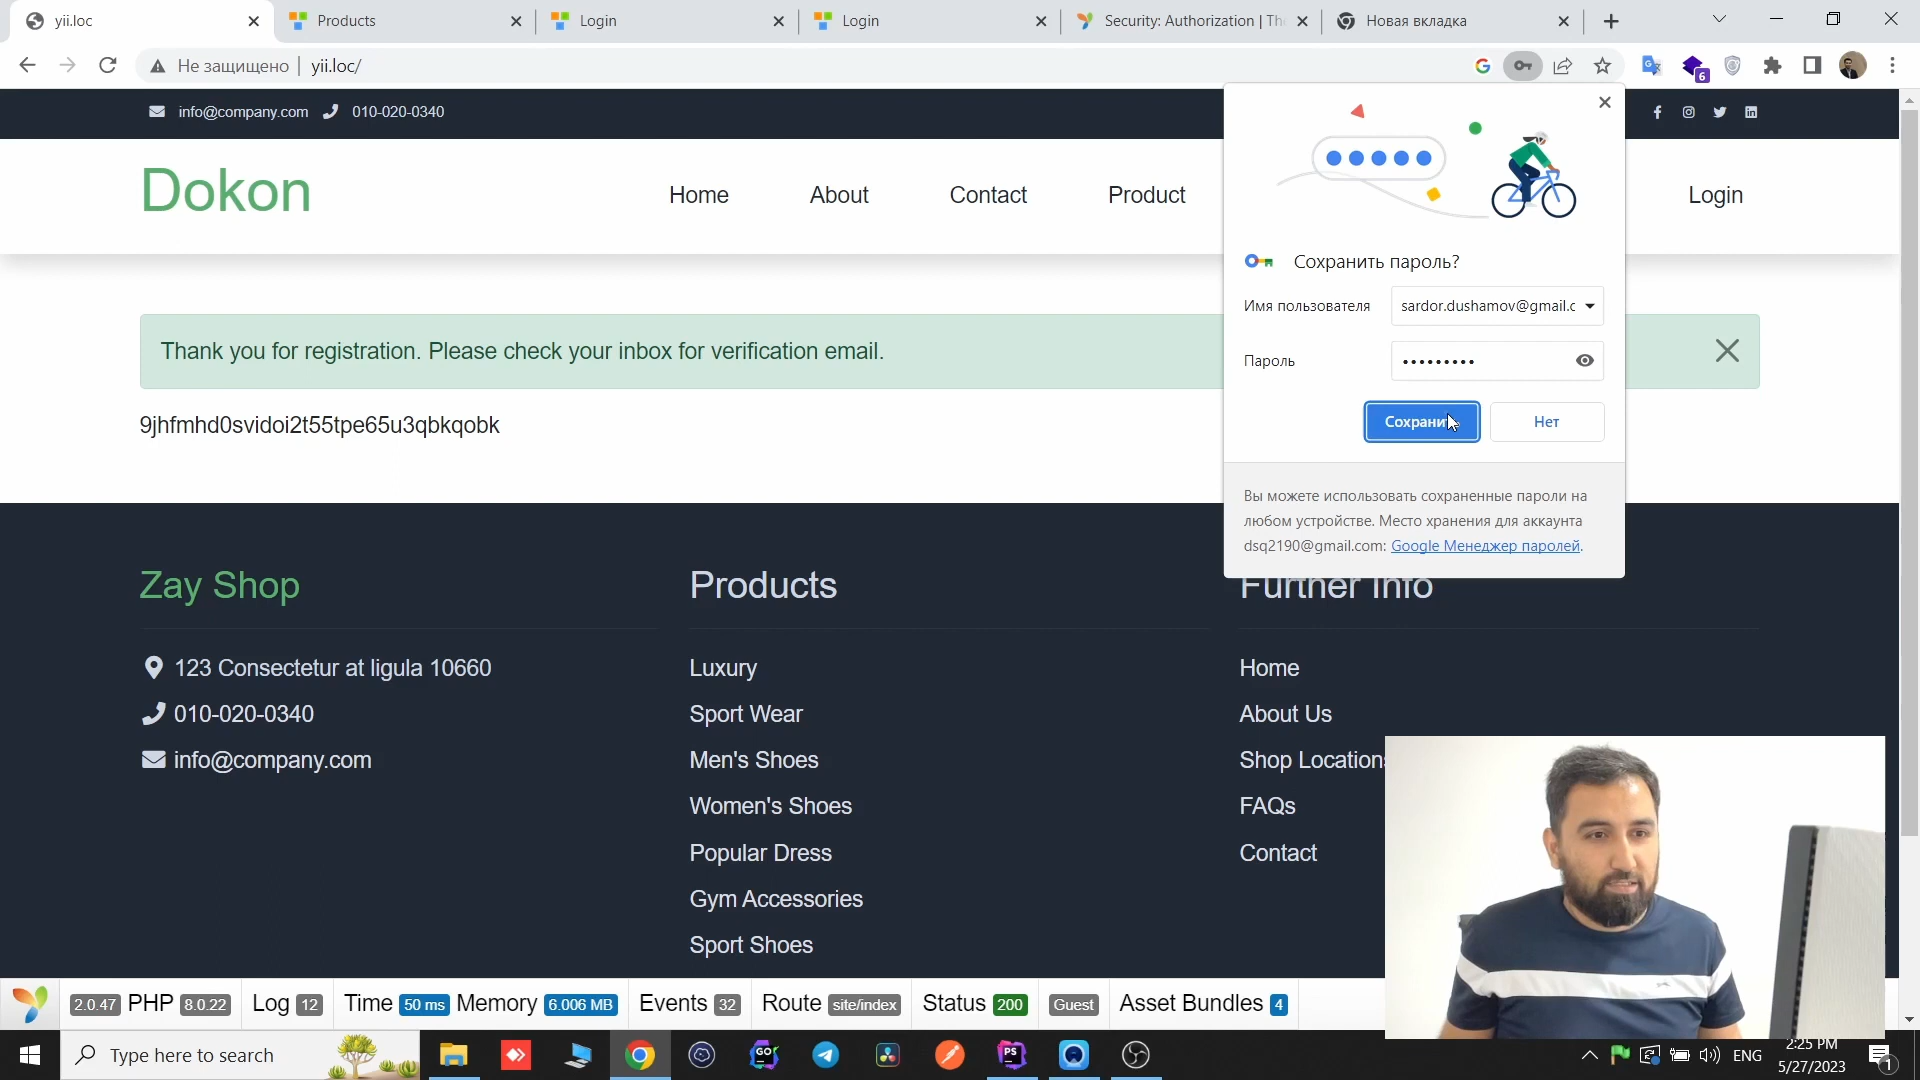 yii.loc
Products
Login
Login
Security: Authorization | The
Новая вкладка
Не защищено
yii.loc/
6
info@company.com
010-020-0340
Dokon
Home
About
Contact
Product
Login
Сохранить пароль?
Имя пользователя
sardor.dushamov@gmail.c
Пароль
•••••••••
Сохрани
Нет
Вы можете использовать сохраненные пароли на
любом устройстве. Место хранения для аккаунта
dsq2190@gmail.com: Google Менеджер паролей.
Thank you for registration. Please check your inbox for verification email.
9jhfmhd0svidoi2t55tpe65u3qbkqobk
Zay Shop
123 Consectetur at ligula 10660
010-020-0340
info@company.com
Products
Luxury
Sport Wear
Men's Shoes
Women's Shoes
Popular Dress
Gym Accessories
Sport Shoes
Further Info
Home
About Us
Shop Locations
FAQs
Contact
2.0.47 PHP 8.0.22 Log 12 Time 50 ms Memory 6.006 MB Events 32 Route site/index Status 200 Guest Asset Bundles 4
Type here to search
GO
PS
ENG
2:25 PM
5/27/2023
1